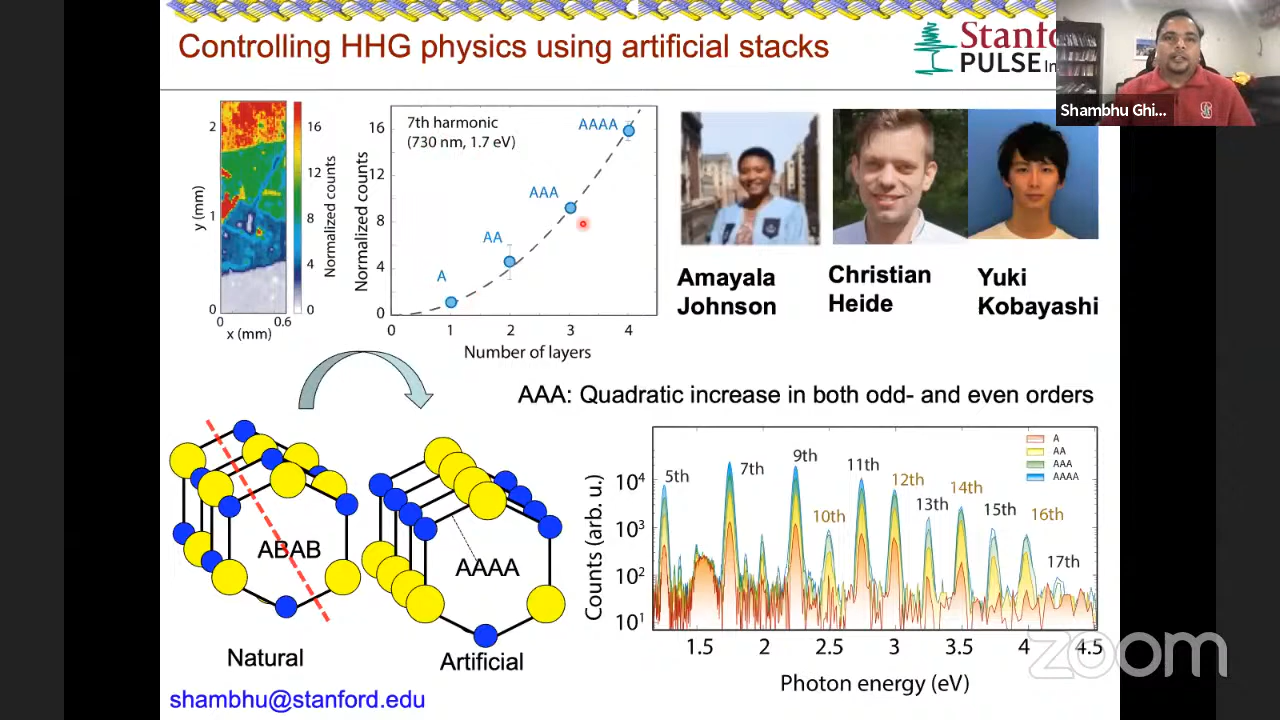 Controlling HHG physics using artificial stacks
PULSE
Shambhu Ghi...
2
1
0
y (mm)
0
0.6
x (mm)
16
12
8
4
0
Normalized counts
7th harmonic
(730 nm, 1.7 eV)
AAAA
AAA
AA
A
16
12
8
4
0
Normalized counts
0
1
2
3
4
Number of layers
Amayala
Johnson
Christian
Heide
Yuki
Kobayashi
AAA: Quadratic increase in both odd- and even orders
ABAB
Natural
AAAA
Artificial
A
AA
AAA
AAAA
5th
7th
9th
10th
11th
12th
13th
14th
15th
16th
17th
10⁴
10³
10²
10¹
Counts (arb. u.)
1.5
2
2.5
3
3.5
4
4.5
Photon energy (eV)
shambhu@stanford.edu
zoom